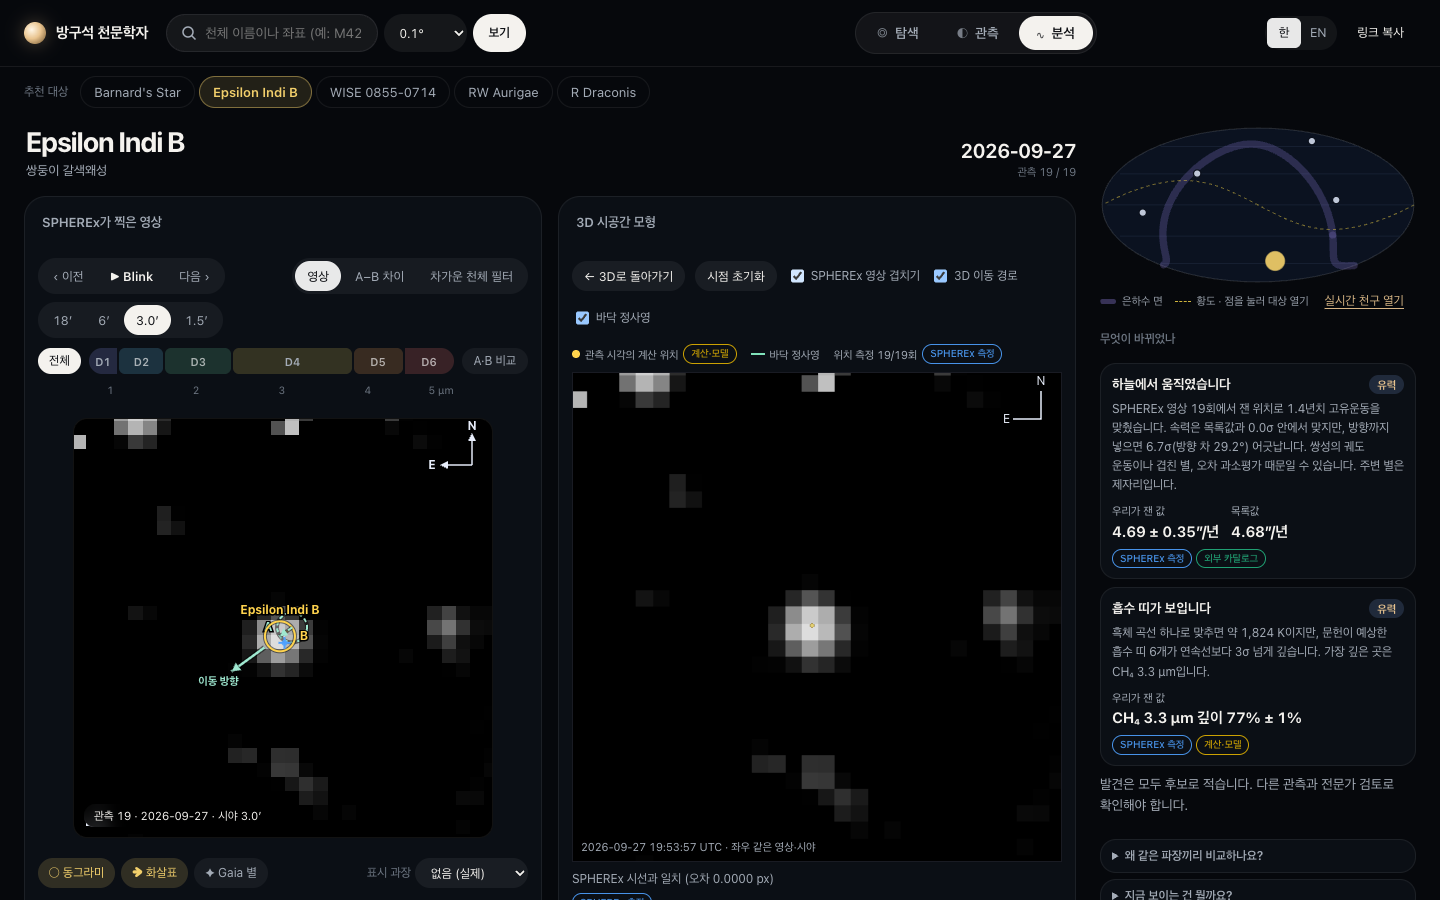 방구석 천문학자
천체 이름이나 좌표 (예: M42
0.1°
보기
탐색
관측
분석
한
EN
링크 복사
추천 대상
Barnard's Star
Epsilon Indi B
WISE 0855-0714
RW Aurigae
R Draconis
Epsilon Indi B
쌍둥이 갈색왜성
2026-09-27
관측 19 / 19
SPHEREx가 찍은 영상
‹ 이전
▶ Blink
다음 ›
영상
A−B 차이
차가운 천체 필터
18′
6′
3.0′
1.5′
전체
D1
D2
D3
D4
D5
D6
A·B 비교
1
2
3
4
5 µm
N
E
Epsilon Indi B
A
B
이동 방향
관측 19 · 2026-09-27 · 시야 3.0′
동그라미
화살표
Gaia 별
표시 과장
없음 (실제)
3D 시공간 모형
← 3D로 돌아가기
시점 초기화
SPHEREx 영상 겹치기
3D 이동 경로
바닥 정사영
관측 시각의 계산 위치
계산·모델
바닥 정사영
위치 측정 19/19회
SPHEREx 측정
N
E
2026-09-27 19:53:57 UTC · 좌우 같은 영상·시야
SPHEREx 시선과 일치 (오차 0.0000 px)
은하수 면
황도 · 점을 눌러 대상 열기
실시간 천구 열기
무엇이 바뀌었나
하늘에서 움직였습니다
유력
SPHEREx 영상 19회에서 잰 위치로 1.4년치 고유운동을
맞췄습니다. 속력은 목록값과 0.0σ 안에서 맞지만, 방향까지
넣으면 6.7σ(방향 차 29.2°) 어긋납니다. 쌍성의 궤도
운동이나 겹친 별, 오차 과소평가 때문일 수 있습니다. 주변 별은
제자리입니다.
우리가 잰 값
목록값
4.69 ± 0.35″/년
4.68″/년
SPHEREx 측정
외부 카탈로그
흡수 띠가 보입니다
유력
흑체 곡선 하나로 맞추면 약 1,824 K이지만, 문헌이 예상한
흡수 띠 6개가 연속선보다 3σ 넘게 깊습니다. 가장 깊은 곳은
CH₄ 3.3 µm입니다.
우리가 잰 값
CH₄ 3.3 µm 깊이 77% ± 1%
SPHEREx 측정
계산·모델
발견은 모두 후보로 적습니다. 다른 관측과 전문가 검토로
확인해야 합니다.
▶ 왜 같은 파장끼리 비교하나요?
▶ 지금 보이는 건 뭘까요?